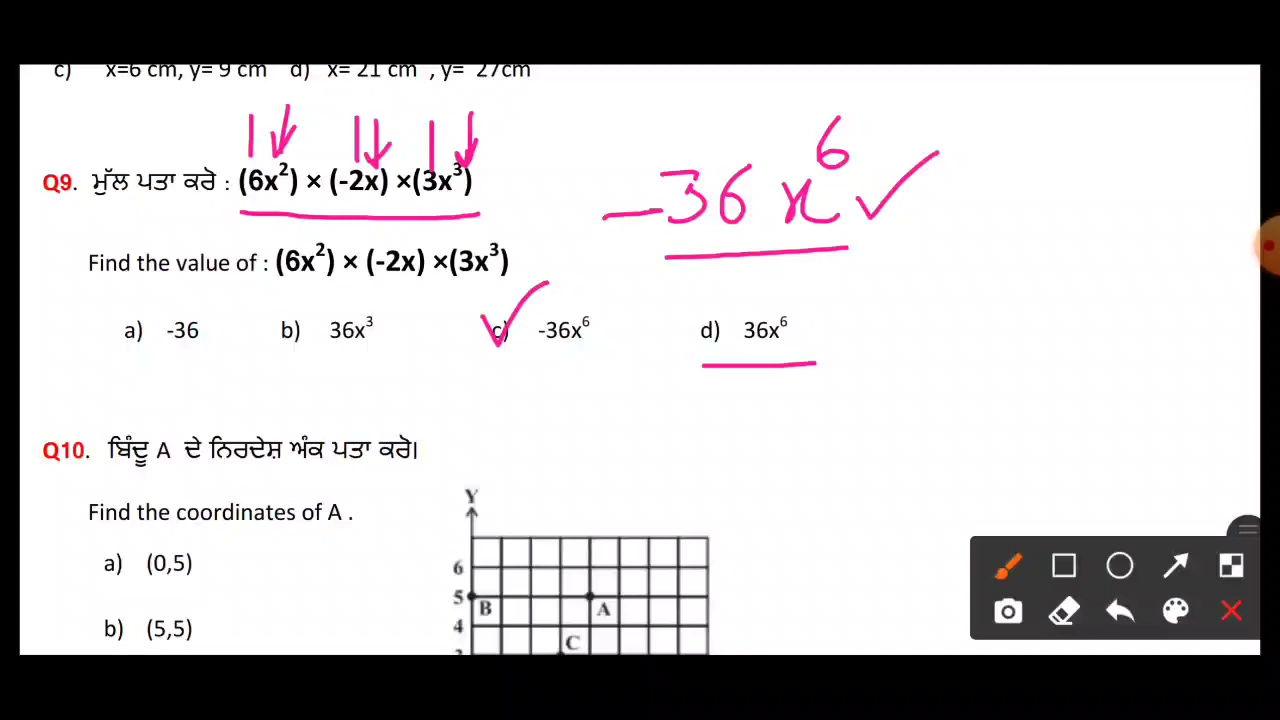 c) x=6 cm, y= 9 cm d) x= 21 cm , y= 27cm
Q9. ਮੁੱਲ ਪਤਾ ਕਰੋ : (6x²) × (-2x) ×(3x³)
-36 x⁶
Find the value of : (6x²) × (-2x) ×(3x³)
a) -36 b) 36x³ c) -36x⁶ d) 36x⁶
Q10. ਬਿੰਦੂ A ਦੇ ਨਿਰਦੇਸ਼ ਅੰਕ ਪਤਾ ਕਰੋ।
Find the coordinates of A .
Y
a) (0,5)
6
5 B A
4
C
b) (5,5)